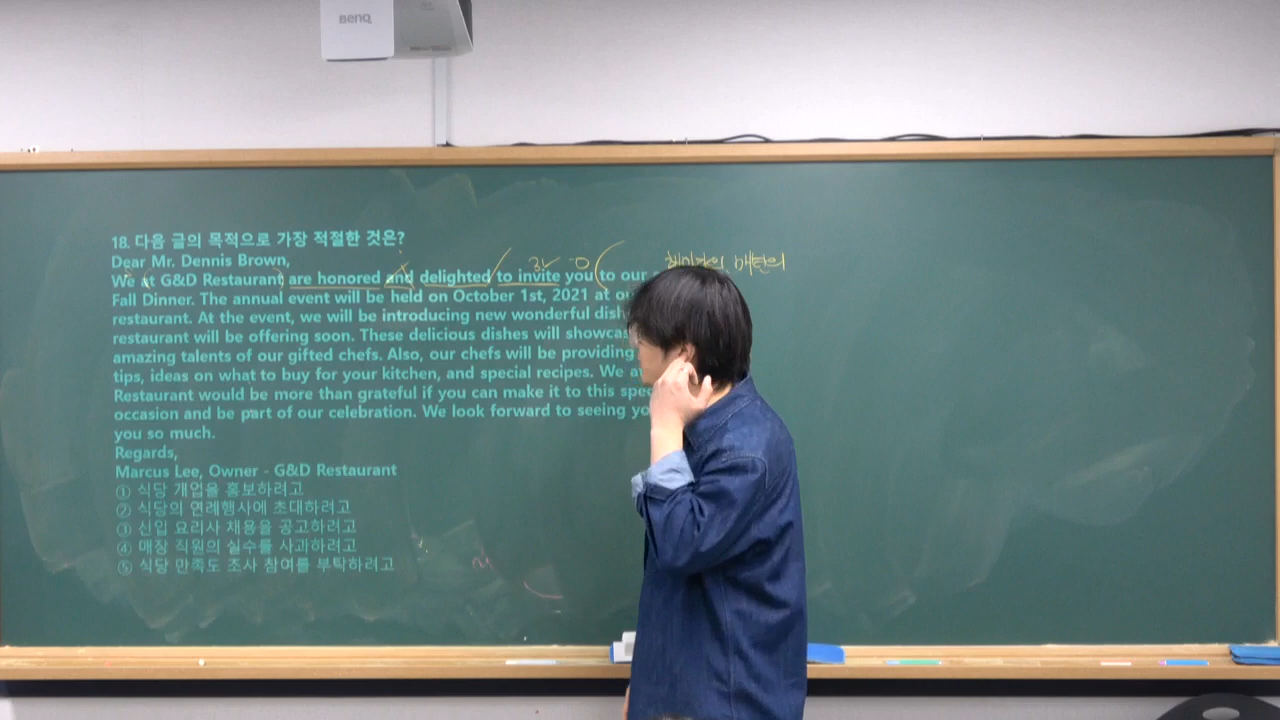 BenQ
18. 다음 글의 목적으로 가장 적절한 것은?
Dear Mr. Dennis Brown,
We at G&D Restaurant are honored and delighted to invite you to our
Fall Dinner. The annual event will be held on October 1st, 2021 at
restaurant. At the event, we will be introducing new wonderful
restaurant will be offering soon. These delicious dishes will
amazing talents of our gifted chefs. Also, our chefs will be providing
tips, ideas on what to buy for your kitchen, and special recipes. We
Restaurant would be more than grateful if you can make it to this
occasion and be part of our celebration. We look forward to seeing
you so much.
Regards,
Marcus Lee, Owner - G&D Restaurant
① 식당 개업을 홍보하려고
② 식당의 연례행사에 초대하려고
③ 신입 요리사 채용을 공고하려고
④ 매장 직원의 실수를 사과하려고
⑤ 식당 만족도 조사 참여를 부탁하려고